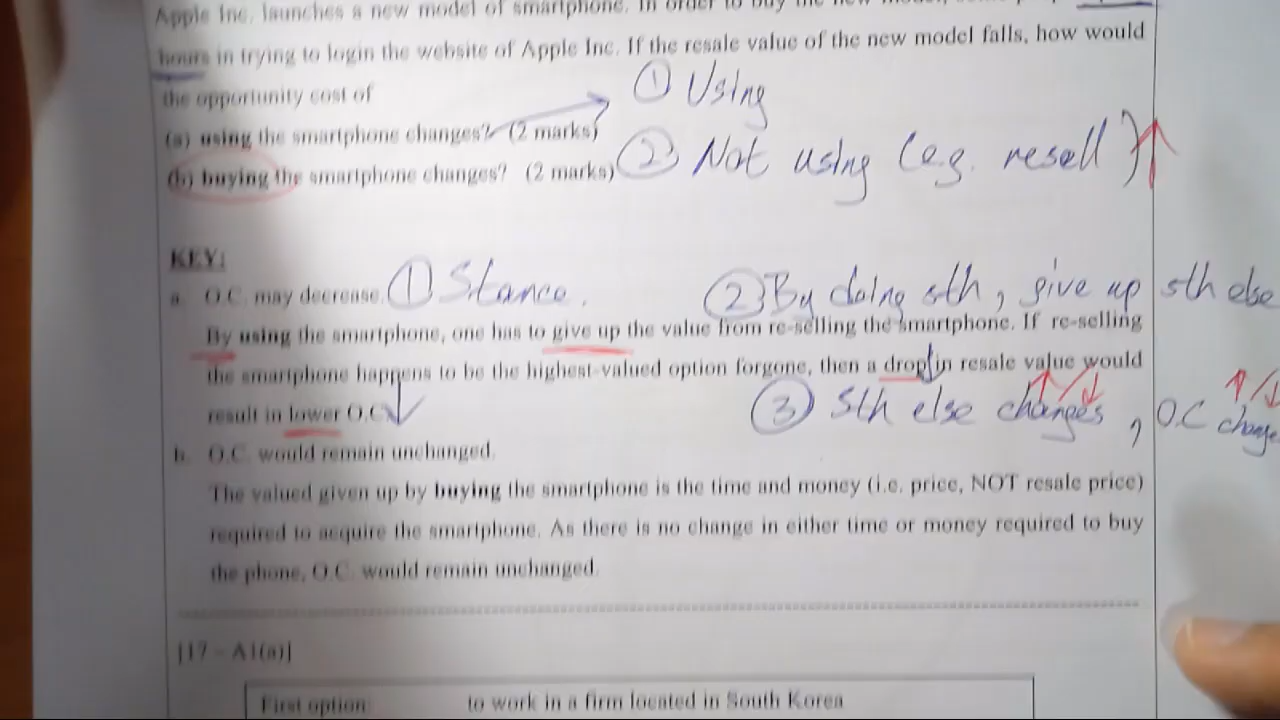 Apple Inc. launches a new model of smartphone. In order to buy the new model,
hours in trying to login the website of Apple Inc. If the resale value of the new model falls, how would
the opportunity cost of
① Using
(a) using the smartphone changes? (2 marks)
② Not using (e.g. resell)
(b) buying the smartphone changes? (2 marks)
KEY:
a. O.C. may decrease. ① Stance. ② By doing sth, give up sth else
By using the smartphone, one has to give up the value from re-selling the smartphone. If re-selling
the smartphone happens to be the highest-valued option forgone, then a drop in resale value would
result in lower O.C. ↓
③ Sth else changes ↑/↓, O.C change ↑/↓
b. O.C. would remain unchanged.
The valued given up by buying the smartphone is the time and money (i.e. price, NOT resale price)
required to acquire the smartphone. As there is no change in either time or money required to buy
the phone, O.C. would remain unchanged.
[17 – A1(a)]
First option: to work in a firm located in South Korea